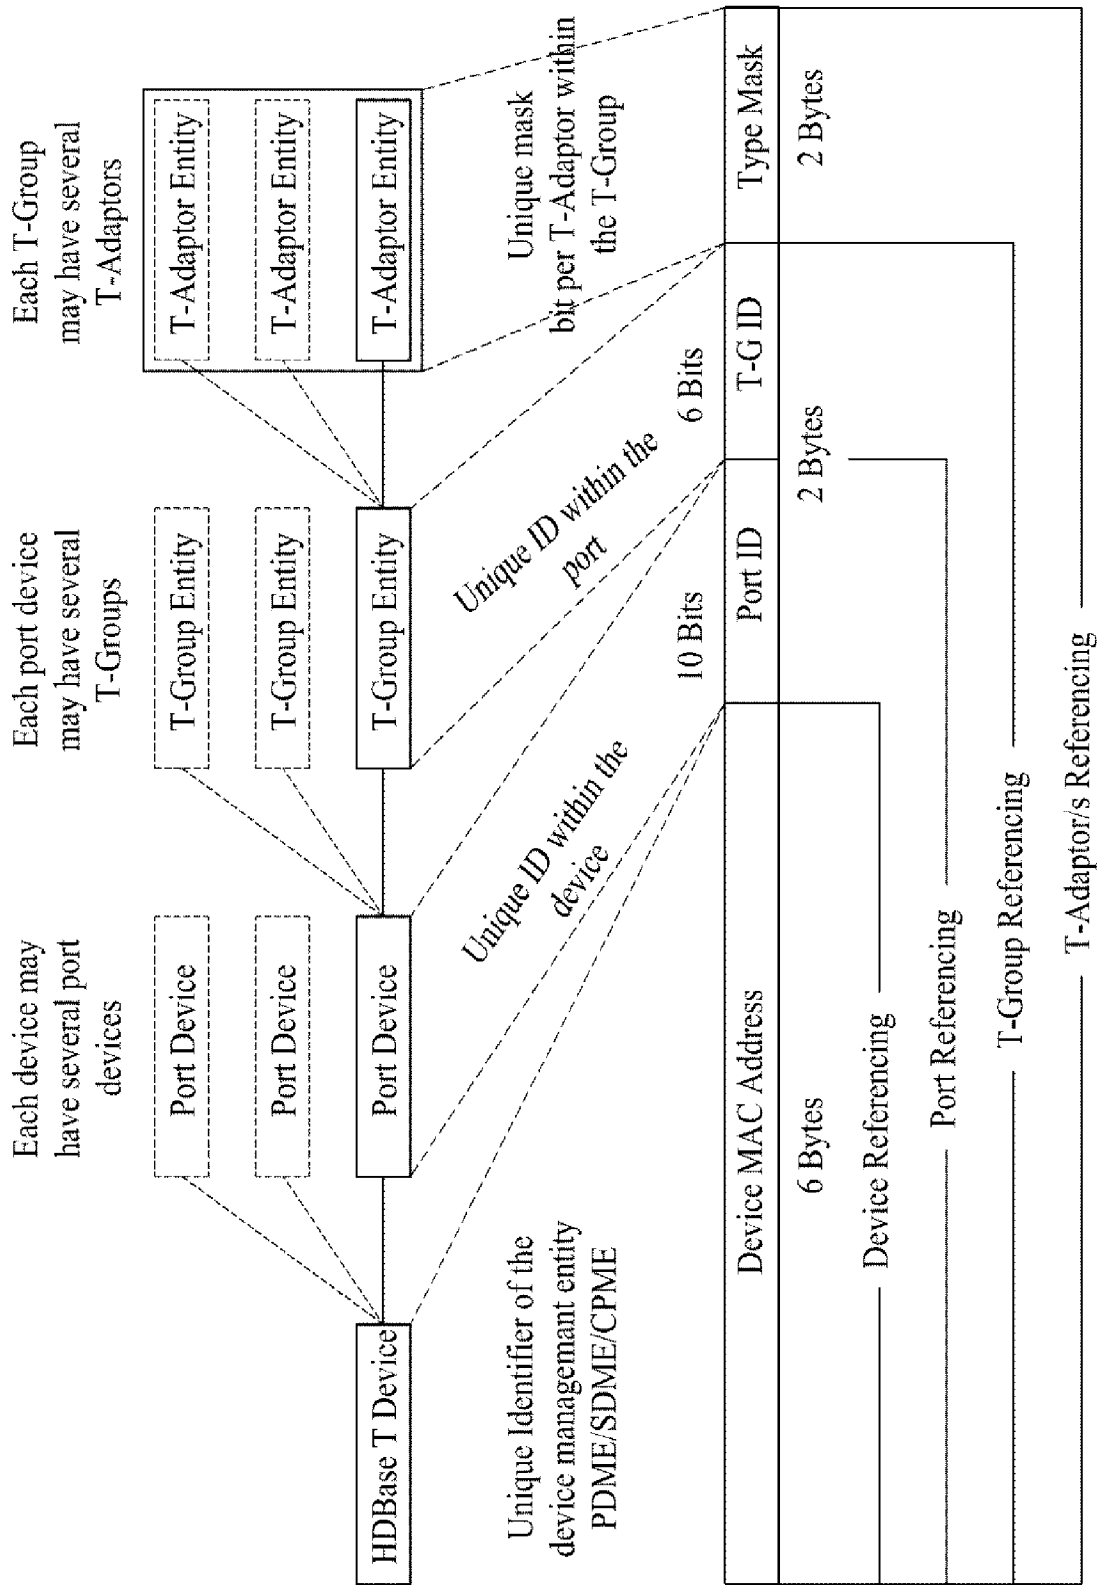 Each device may
have several port
devices
Each port device
may have several
T-Groups
Each T-Group
may have several
T-Adaptors
Port Device
T-Group Entity
T-Adaptor Entity
Port Device
T-Group Entity
T-Adaptor Entity
HDBase T Device
Port Device
T-Group Entity
T-Adaptor Entity
Unique Identifier of the
device managemant entity
PDME/SDME/CPME
Unique ID within the
device
Unique ID within the
port
Unique mask
bit per T-Adaptor within
the T-Group
10 Bits
6 Bits
Device MAC Address
Port ID
T-G ID
Type Mask
6 Bytes
2 Bytes
2 Bytes
Device Referencing
Port Referencing
T-Group Referencing
T-Adaptor/s Referencing